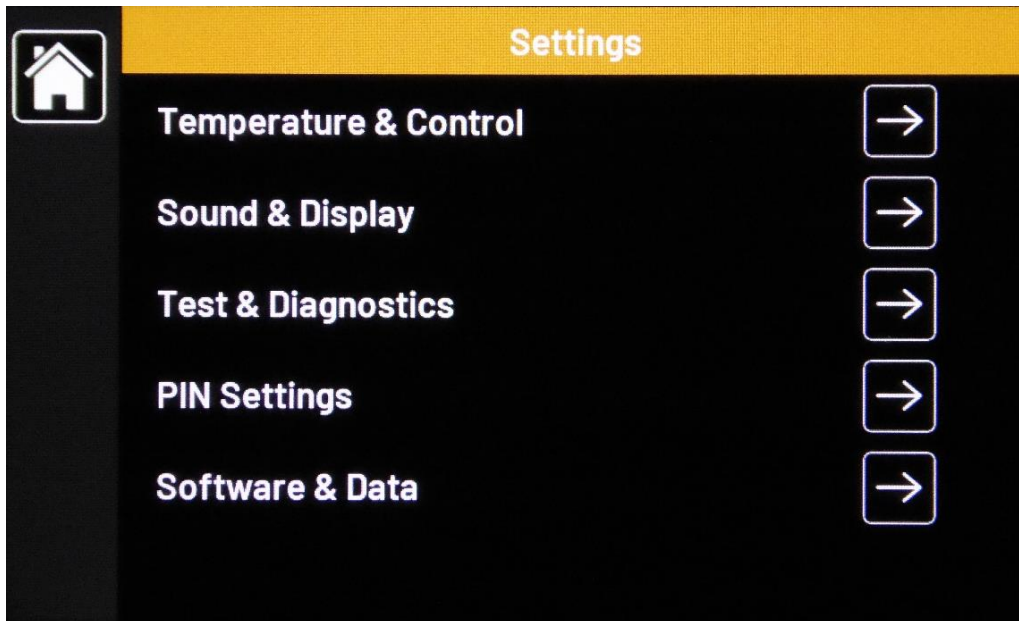 Settings
Temperature & Control
Sound & Display
Test & Diagnostics
PIN Settings
Software & Data